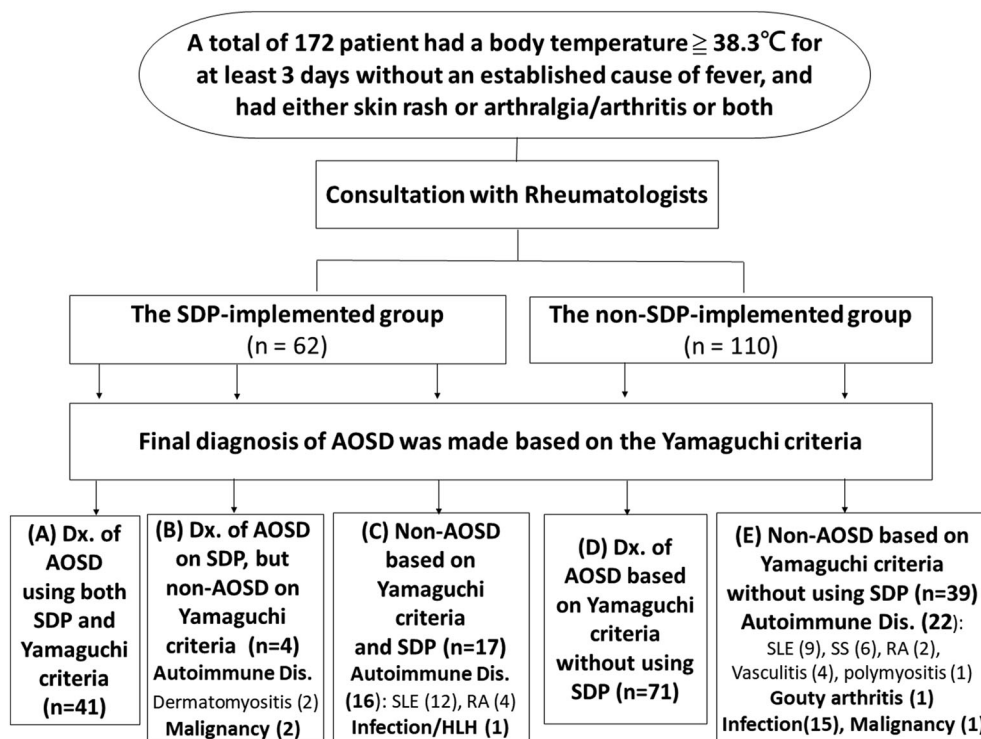 A total of 172 patient had a body temperature ≧ 38.3℃ for
at least 3 days without an established cause of fever, and
had either skin rash or arthralgia/arthritis or both
Consultation with Rheumatologists
The SDP-implemented group
(n = 62)
The non-SDP-implemented group
(n = 110)
Final diagnosis of AOSD was made based on the Yamaguchi criteria
(A) Dx. of
AOSD
using both
SDP and
Yamaguchi
criteria
(n=41)
(B) Dx. of AOSD
on SDP, but
non-AOSD on
Yamaguchi
criteria (n=4)
Autoimmune Dis.
Dermatomyositis (2)
Malignancy (2)
(C) Non-AOSD
based on
Yamaguchi
criteria
and SDP (n=17)
Autoimmune Dis.
(16): SLE (12), RA (4)
Infection/HLH (1)
(D) Dx. of
AOSD based
on Yamaguchi
criteria
without using
SDP (n=71)
(E) Non-AOSD based on
Yamaguchi criteria
without using SDP (n=39)
Autoimmune Dis. (22):
SLE (9), SS (6), RA (2),
Vasculitis (4), polymyositis (1)
Gouty arthritis (1)
Infection(15), Malignancy (1)